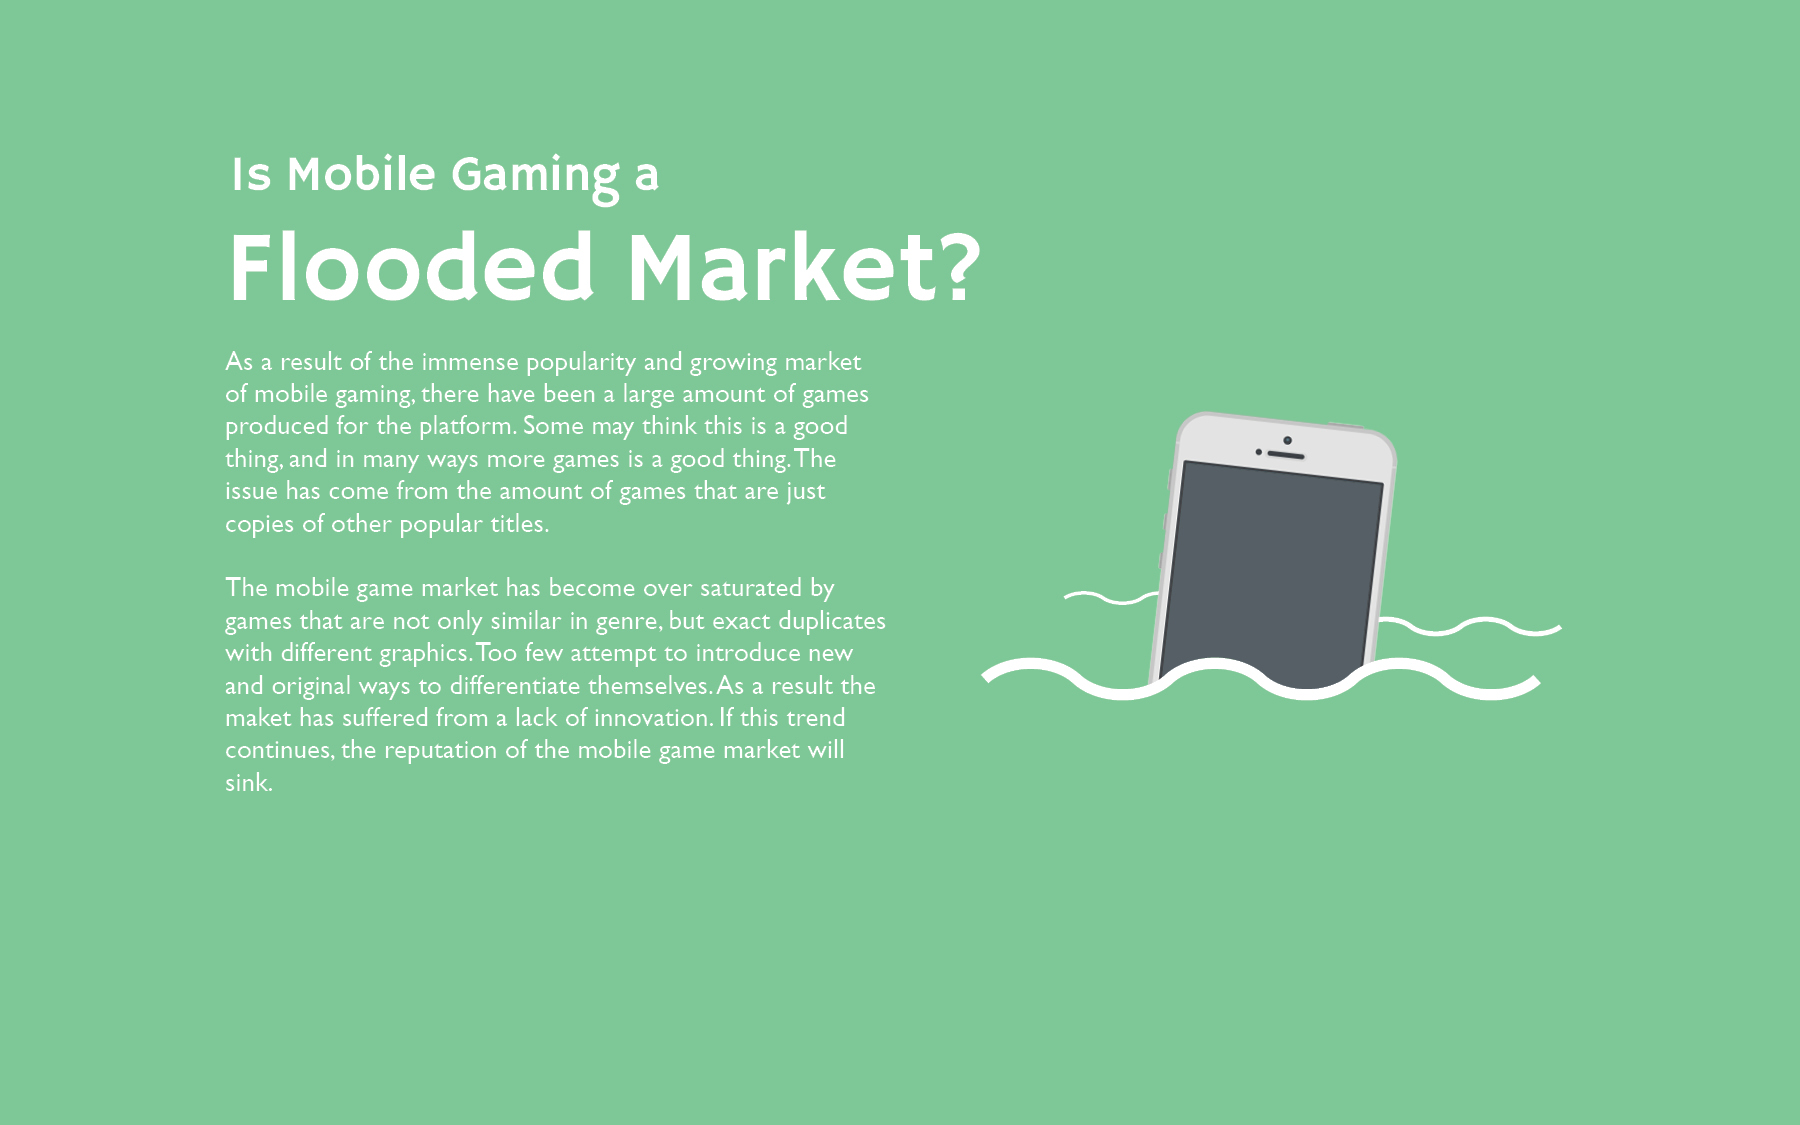 Is Mobile Gaming a
Flooded Market?
As a result of the immense popularity and growing market
of mobile gaming, there have been a large amount of games
produced for the platform. Some may think this is a good
thing, and in many ways more games is a good thing. The
issue has come from the amount of games that are just
copies of other popular titles.
The mobile game market has become over saturated by
games that are not only similar in genre, but exact duplicates
with different graphics. Too few attempt to introduce new
and original ways to differentiate themselves. As a result the
maket has suffered from a lack of innovation. If this trend
continues, the reputation of the mobile game market will
sink.